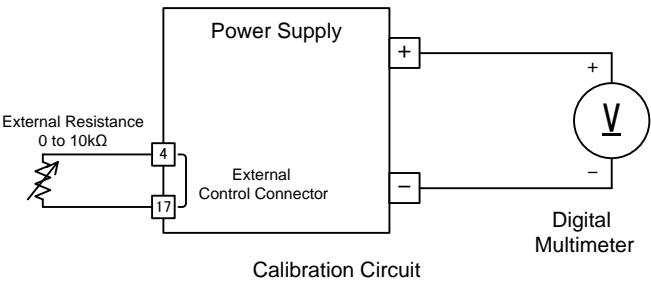 Power Supply
+
+
External Resistance
0 to 10kΩ
V
4
External
Control Connector
17
−
−
Digital
Multimeter
Calibration Circuit